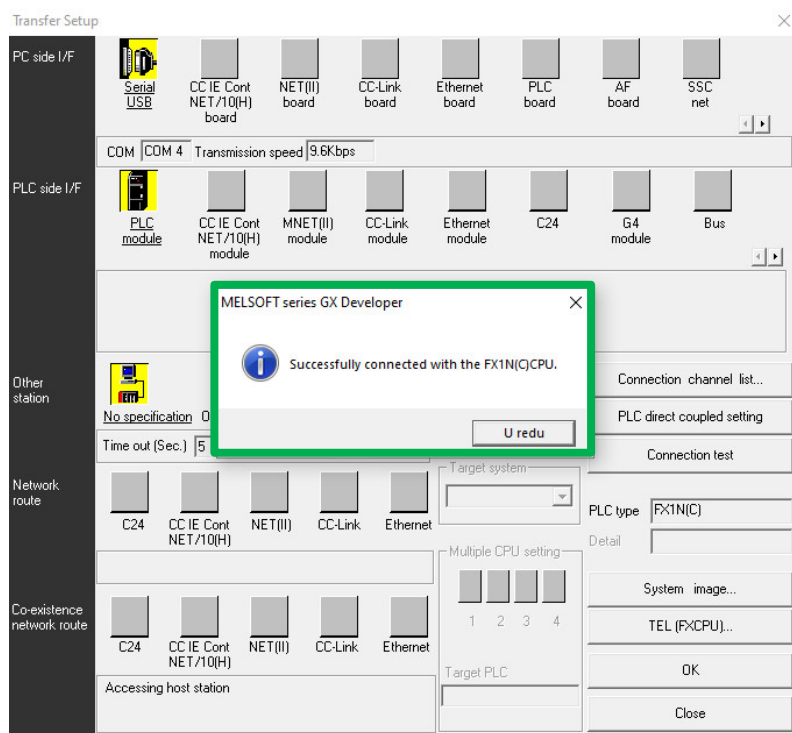 Transfer Setup
PC side I/F
Serial
USB
CC IE Cont
NET/10(H)
board
NET(II)
board
CC-Link
board
Ethernet
board
PLC
board
AF
board
SSC
net
COM COM 4 Transmission speed 9.6Kbps
PLC side I/F
PLC
module
CC IE Cont
NET/10(H)
module
MNET(II)
module
CC-Link
module
Ethernet
module
C24
G4
module
Bus
MELSOFT series GX Developer
Successfully connected with the FX1N(C)CPU.
U redu
Other
station
No specification
Time out (Sec.) 5
Connection channel list...
PLC direct coupled setting
Connection test
PLC type FX1N(C)
Detail
System image...
TEL (FXCPU)...
OK
Close
Network
route
C24
CC IE Cont
NET/10(H)
NET(II)
CC-Link
Ethernet
Target system
Multiple CPU setting
1 2 3 4
Target PLC
Co-existence
network route
C24
CC IE Cont
NET/10(H)
NET(II)
CC-Link
Ethernet
Accessing host station